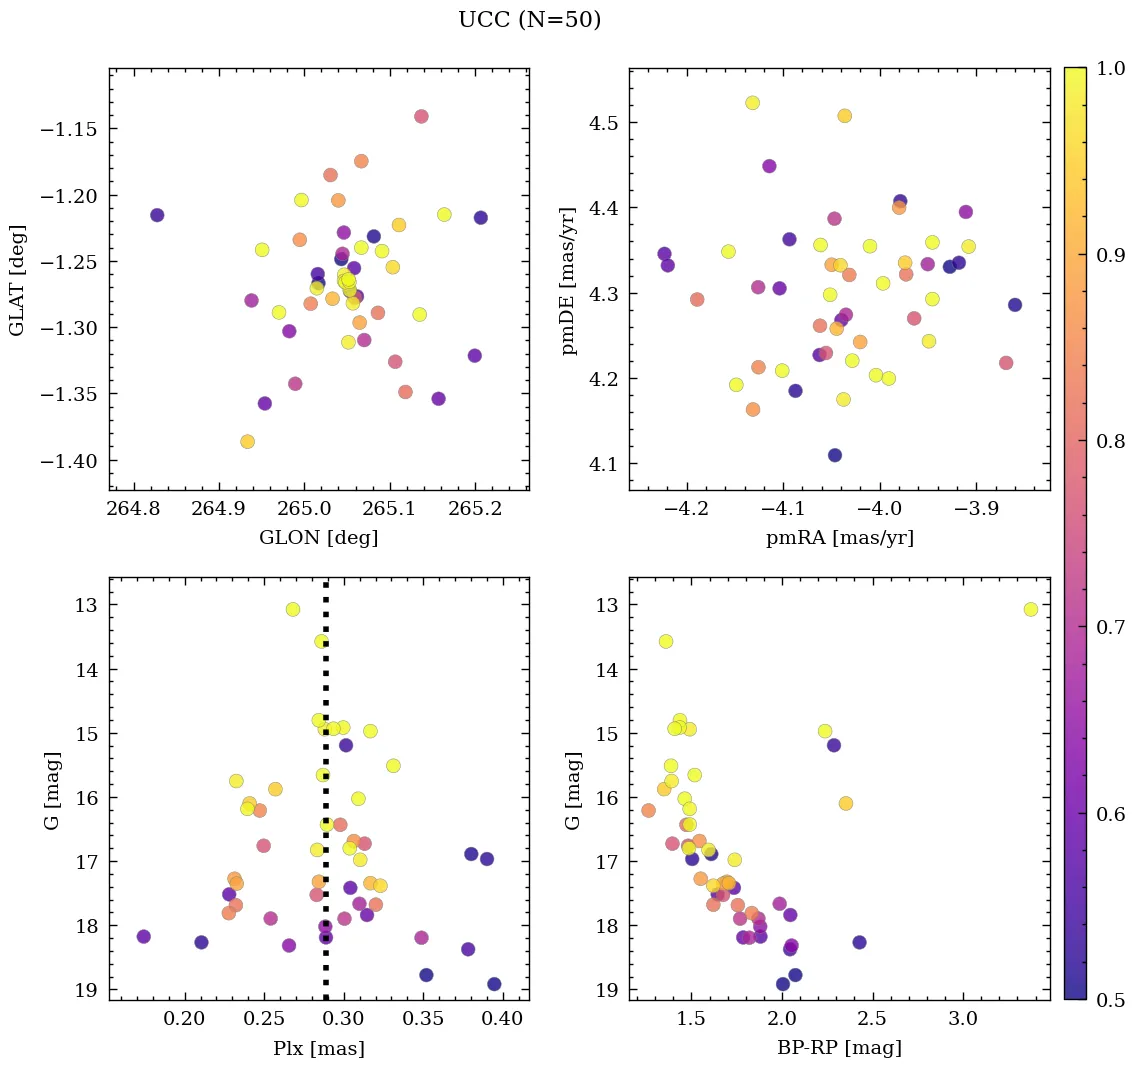 UCC (N=50)
−1.15
−1.20
−1.25
−1.30
−1.35
−1.40
GLAT [deg]
264.8 264.9 265.0 265.1 265.2
GLON [deg]
4.5
4.4
4.3
4.2
4.1
pmDE [mas/yr]
−4.2 −4.1 −4.0 −3.9
pmRA [mas/yr]
13
14
15
16
17
18
19
G [mag]
0.20 0.25 0.30 0.35 0.40
Plx [mas]
13
14
15
16
17
18
19
G [mag]
1.5 2.0 2.5 3.0
BP-RP [mag]
1.0
0.9
0.8
0.7
0.6
0.5